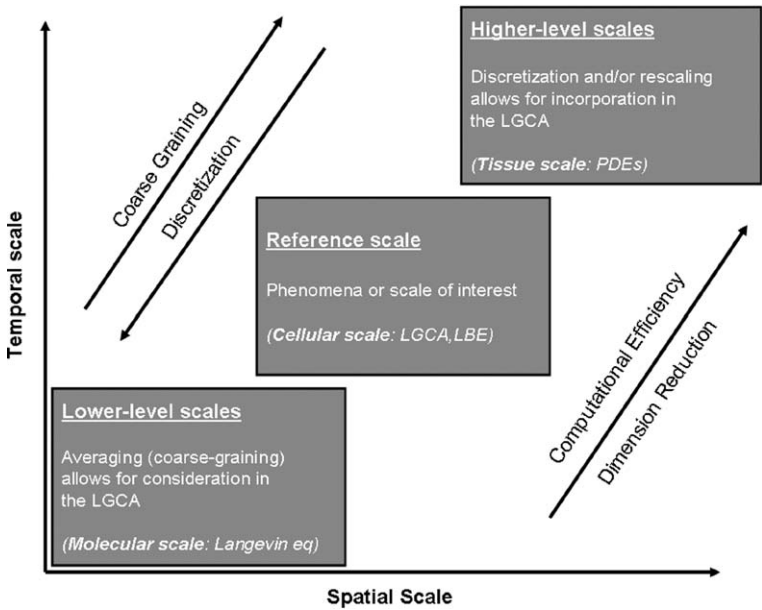 Higher-level scales
Discretization and/or rescaling
allows for incorporation in
the LGCA
(Tissue scale: PDEs)
Coarse Graining
Discretization
Temporal scale
Reference scale
Phenomena or scale of interest
(Cellular scale: LGCA,LBE)
Computational Efficiency
Dimension Reduction
Lower-level scales
Averaging (coarse-graining)
allows for consideration in
the LGCA
(Molecular scale: Langevin eq)
Spatial Scale